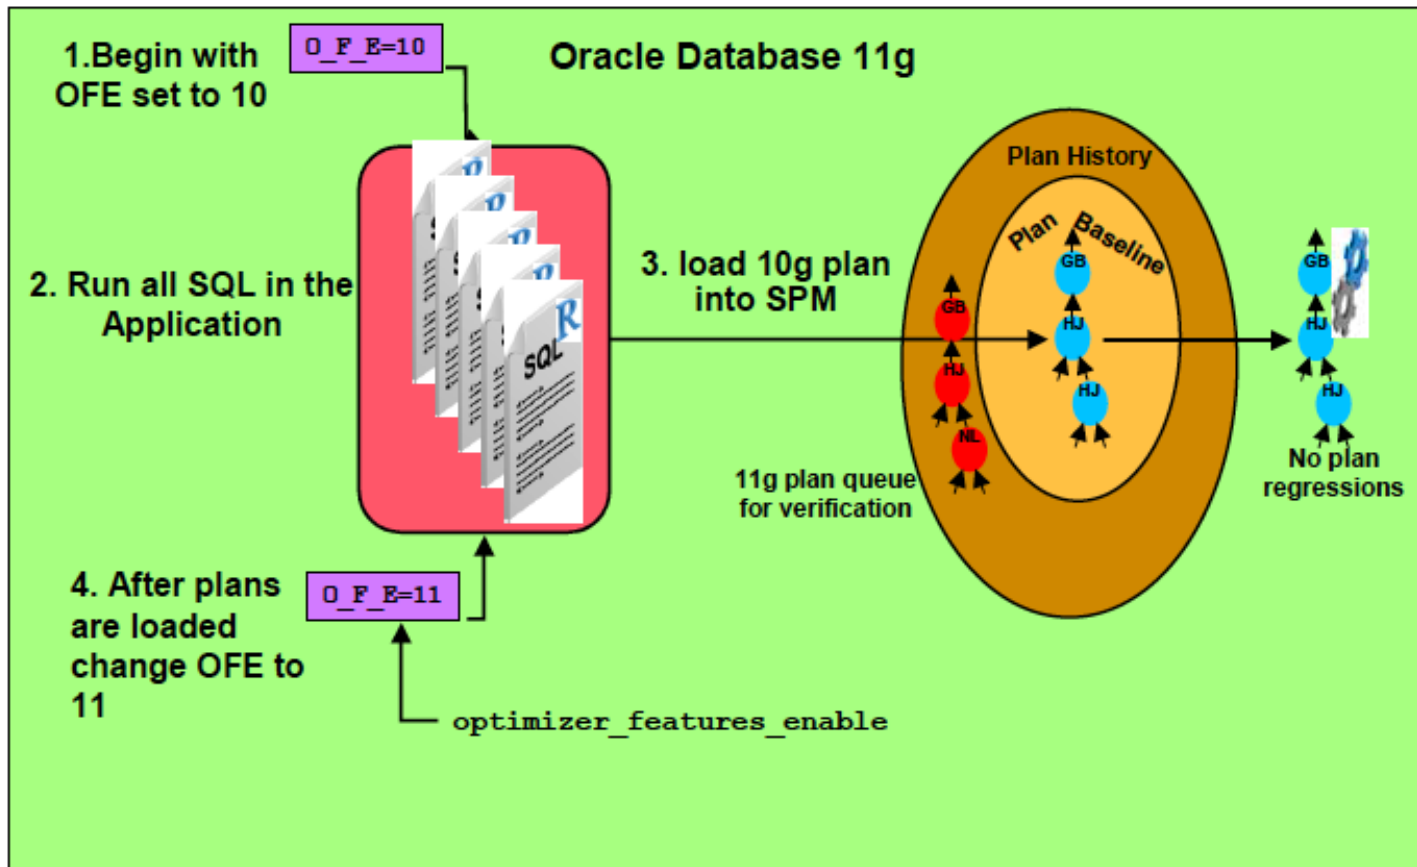 Oracle Database 11g
1.Begin with
OFE set to 10
O_F_E=10
2. Run all SQL in the
Application
S
R
S
R
S
R
S
R
SQL
R
3. load 10g plan
into SPM
Plan History
Plan Baseline
GB
HJ
HJ
GB
HJ
NL
11g plan queue
for verification
GB
HJ
HJ
No plan
regressions
4. After plans
are loaded
change OFE to
11
O_F_E=11
optimizer_features_enable